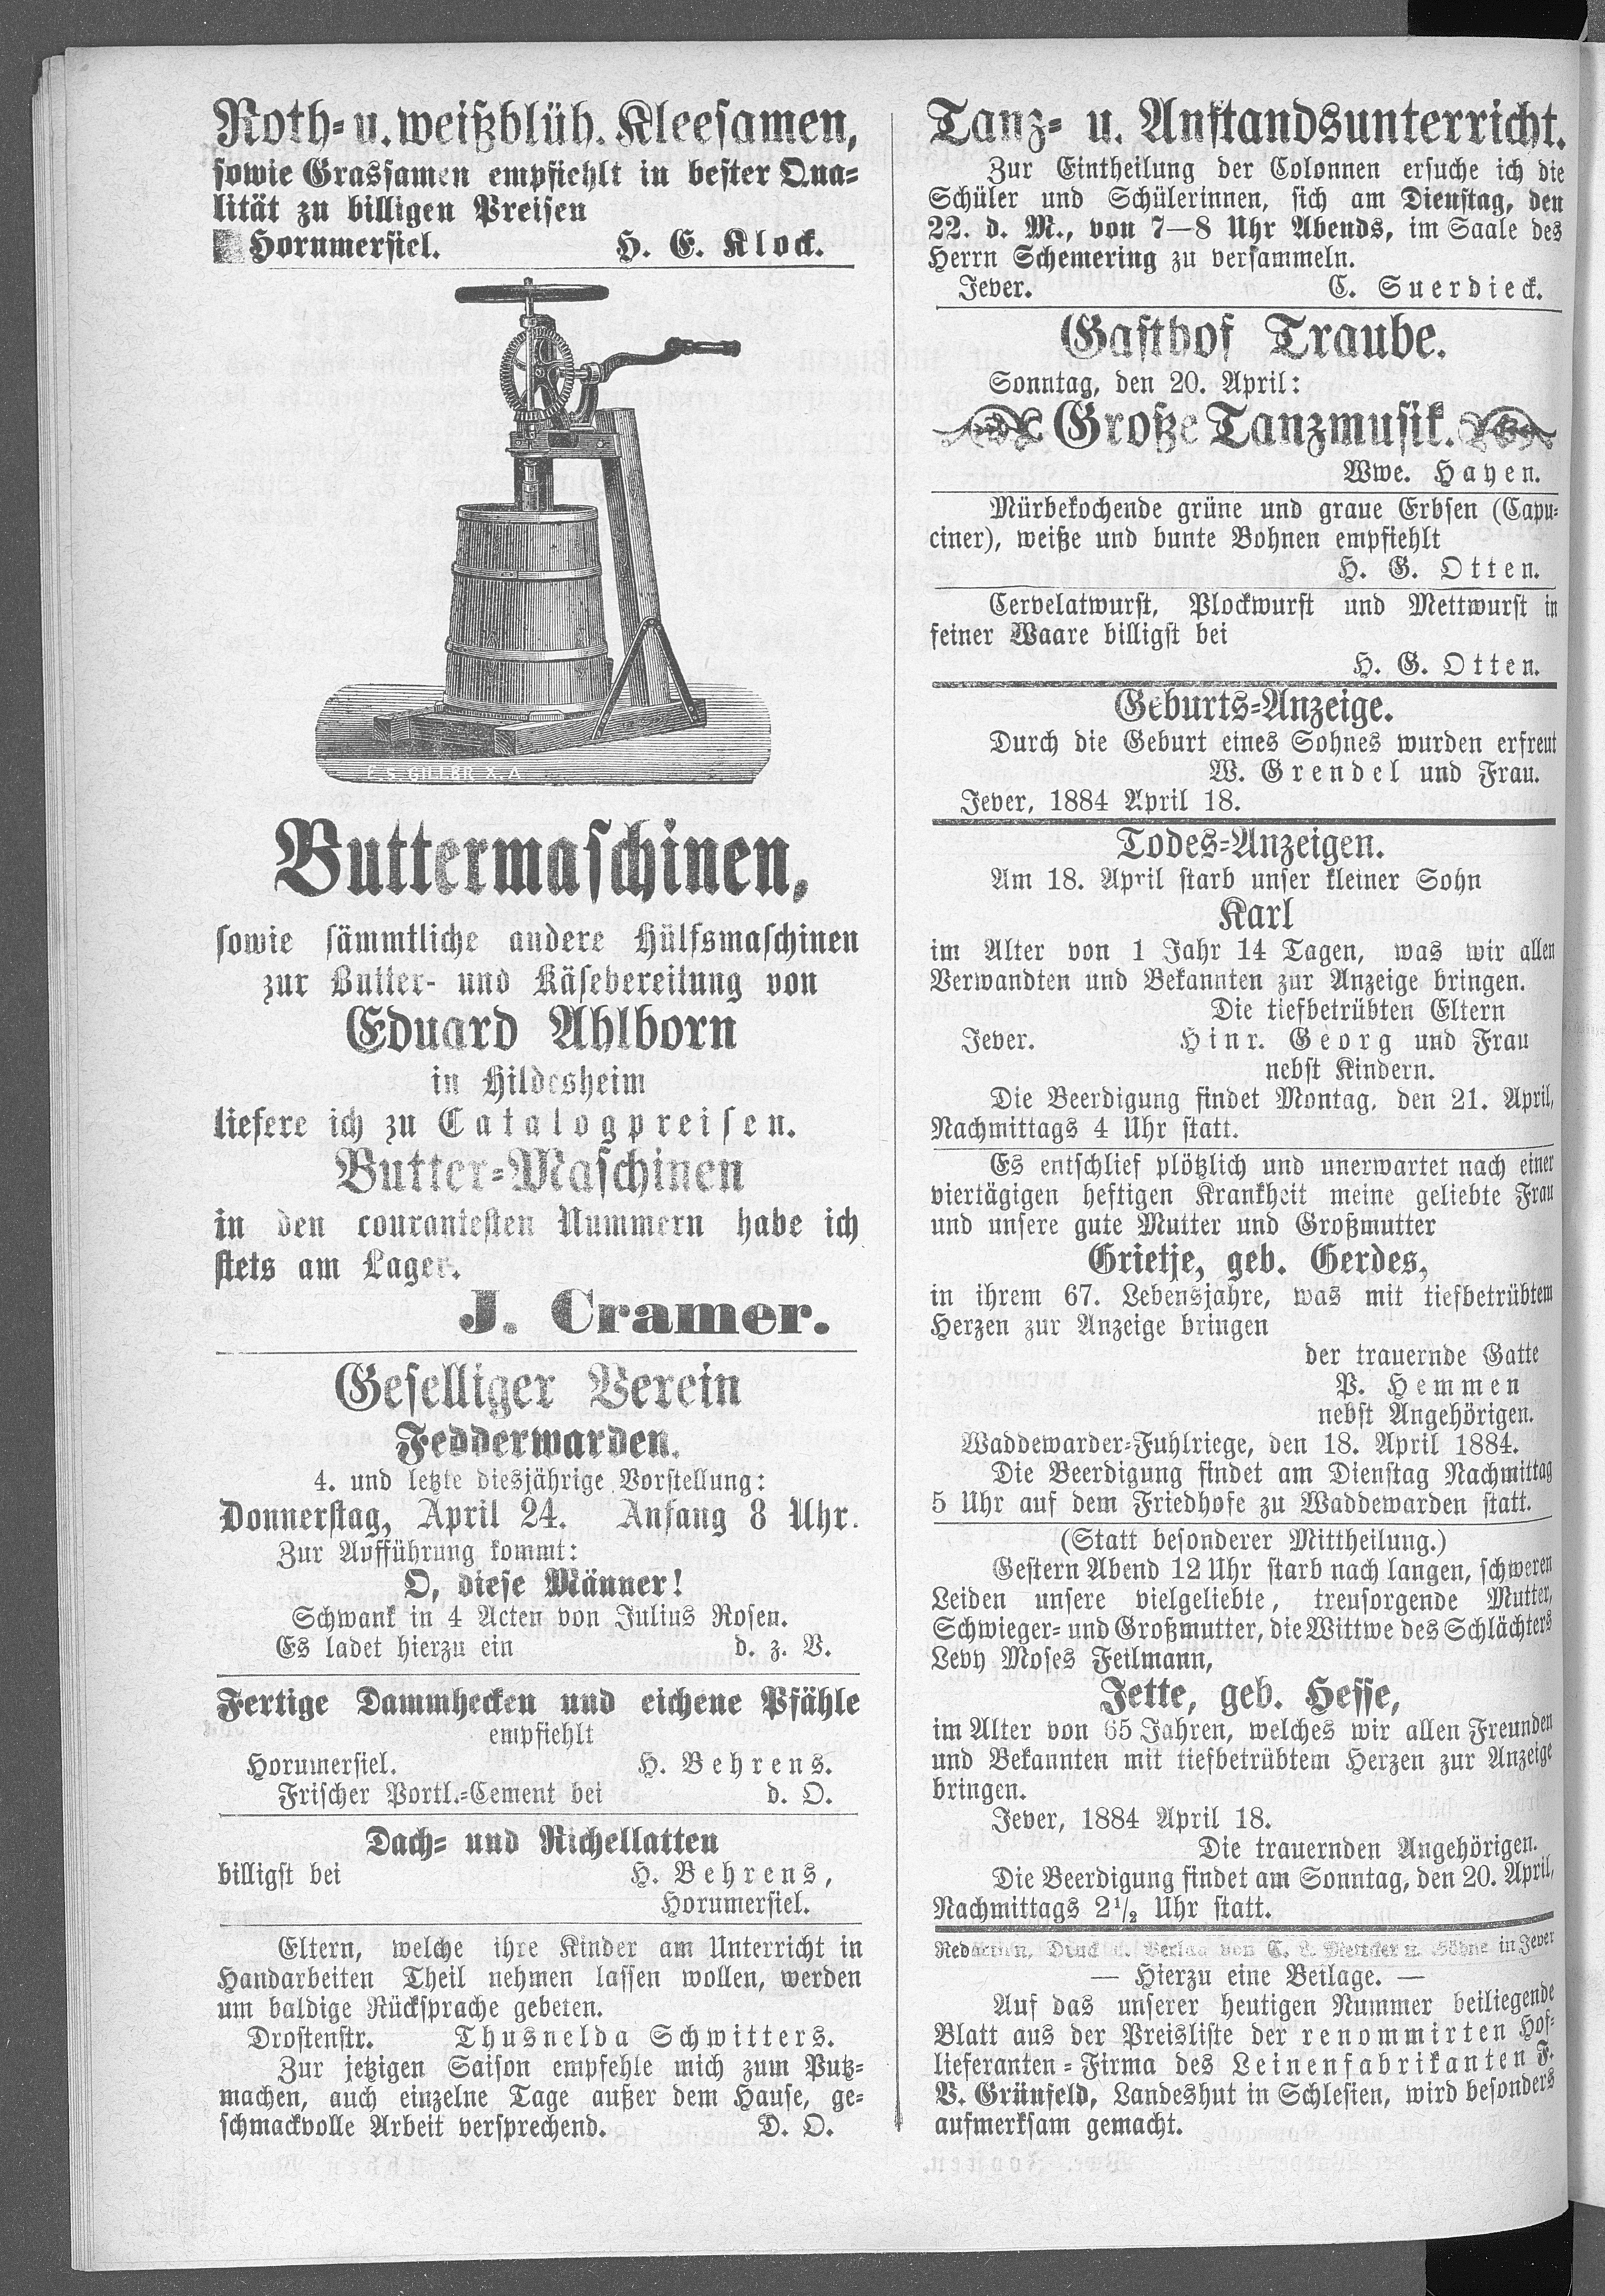 Roth- u. weißblüh. Kleesamen,
sowie Grassamen empfiehlt in bester Qua-
lität zu billigen Preisen
Horumersiel. H. E. Klock.
E. S. GILLER X. A
Buttermaschinen,
sowie sämmtliche andere Hülfsmaschinen
zur Butter- und Käsebereitung von
Eduard Ahlborn
in Hildesheim
liefere ich zu Catalogpreisen.
Butter-Maschinen
in den courantesten Nummern habe ich
stets am Lager.
J. Cramer.
Geselliger Verein
Fedderwarden.
4. und letzte diesjährige Vorstellung:
Donnerstag, April 24. Anfang 8 Uhr.
Zur Aufführung kommt:
O, diese Männer!
Schwank in 4 Acten von Julius Rosen.
Es ladet hierzu ein d. z. V.
Fertige Dammhecken und eichene Pfähle
empfiehlt
Horumersiel. H. Behrens.
Frischer Portl.-Cement bei d. O.
Dach- und Richellatten
billigst bei H. Behrens,
Horumersiel.
Eltern, welche ihre Kinder am Unterricht in
Handarbeiten Theil nehmen lassen wollen, werden
um baldige Rücksprache gebeten.
Drostenstr. Thusnelda Schwitters.
Zur jetzigen Saison empfehle mich zum Putz-
machen, auch einzelne Tage außer dem Hause, ge-
schmackvolle Arbeit versprechend. D. O.
Tanz- u. Anstandsunterricht.
Zur Eintheilung der Colonnen ersuche ich die
Schüler und Schülerinnen, sich am Dienstag, den
22. d. M., von 7—8 Uhr Abends, im Saale des
Herrn Schemering zu versammeln.
Jever. C. Suerdieck.
Gasthof Traube.
Sonntag, den 20. April:
Große Tanzmusik.
Wwe. Hayen.
Mürbekochende grüne und graue Erbsen (Capu-
ciner), weiße und bunte Bohnen empfiehlt
H. G. Otten.
Cervelatwurst, Plockwurst und Mettwurst in
feiner Waare billigst bei
H. G. Otten.
Geburts-Anzeige.
Durch die Geburt eines Sohnes wurden erfreut
W. Grendel und Frau.
Jever, 1884 April 18.
Todes-Anzeigen.
Am 18. April starb unser kleiner Sohn
Karl
im Alter von 1 Jahr 14 Tagen, was wir allen
Verwandten und Bekannten zur Anzeige bringen.
Die tiefbetrübten Eltern
Jever. Hinr. Georg und Frau
nebst Kindern.
Die Beerdigung findet Montag, den 21. April,
Nachmittags 4 Uhr statt.
Es entschlief plötzlich und unerwartet nach einer
viertägigen heftigen Krankheit meine geliebte Frau
und unsere gute Mutter und Großmutter
Grietje, geb. Gerdes,
in ihrem 67. Lebensjahre, was mit tiefbetrübtem
Herzen zur Anzeige bringen
der trauernde Gatte
P. Hemmen
nebst Angehörigen.
Waddewarder-Fuhlriege, den 18. April 1884.
Die Beerdigung findet am Dienstag Nachmittag
5 Uhr auf dem Friedhofe zu Waddewarden statt.
(Statt besonderer Mittheilung.)
Gestern Abend 12 Uhr starb nach langen, schweren
Leiden unsere vielgeliebte, treusorgende Mutter,
Schwieger- und Großmutter, die Wittwe des Schlächters
Levy Moses Feilmann,
Jette, geb. Hesse,
im Alter von 65 Jahren, welches wir allen Freunden
und Bekannten mit tiefbetrübtem Herzen zur Anzeige
bringen.
Jever, 1884 April 18.
Die trauernden Angehörigen.
Die Beerdigung findet am Sonntag, den 20. April,
Nachmittags 2½ Uhr statt.
Redaction, Druck u. Verlag von C. L. Mettcker u. Söhne in Jever
— Hierzu eine Beilage. —
Auf das unserer heutigen Nummer beiliegende
Blatt aus der Preisliste der renommirten Hof-
lieferanten-Firma des Leinenfabrikanten F.
V. Grünfeld, Landeshut in Schlesien, wird besonders
aufmerksam gemacht.